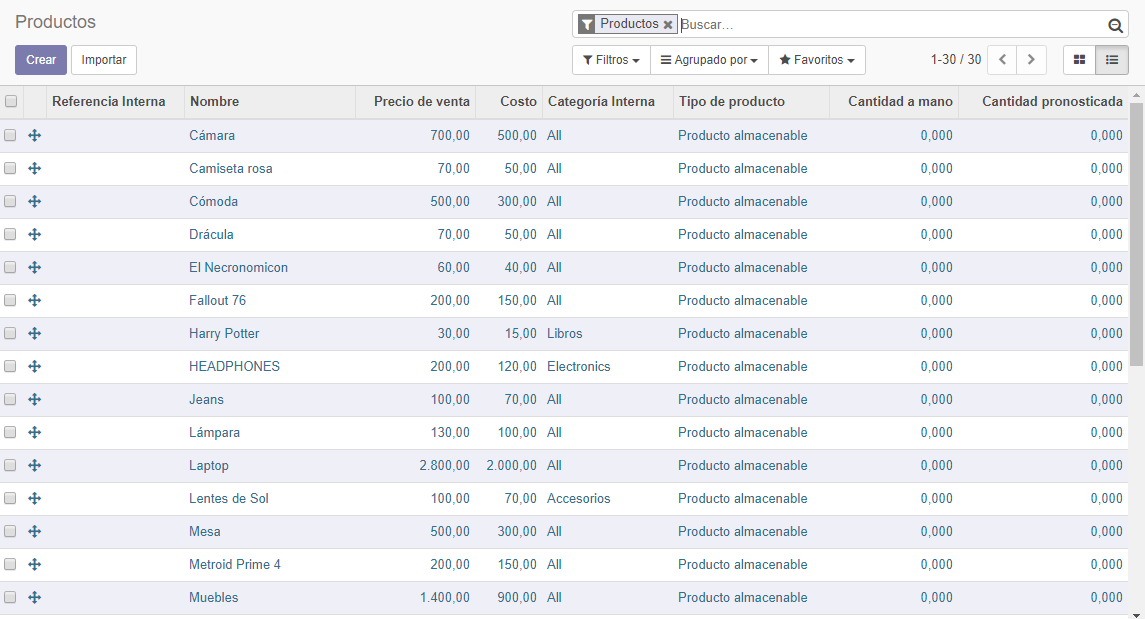 Productos
Productos Buscar...
Crear Importar
Filtros Agrupado por Favoritos 1-30 / 30
Referencia Interna Nombre Precio de venta Costo Categoría Interna Tipo de producto Cantidad a mano Cantidad pronosticada
Cámara 700,00 500,00 All Producto almacenable 0,000 0,000
Camiseta rosa 70,00 50,00 All Producto almacenable 0,000 0,000
Cómoda 500,00 300,00 All Producto almacenable 0,000 0,000
Drácula 70,00 50,00 All Producto almacenable 0,000 0,000
El Necronomicon 60,00 40,00 All Producto almacenable 0,000 0,000
Fallout 76 200,00 150,00 All Producto almacenable 0,000 0,000
Harry Potter 30,00 15,00 Libros Producto almacenable 0,000 0,000
HEADPHONES 200,00 120,00 Electronics Producto almacenable 0,000 0,000
Jeans 100,00 70,00 All Producto almacenable 0,000 0,000
Lámpara 130,00 100,00 All Producto almacenable 0,000 0,000
Laptop 2.800,00 2.000,00 All Producto almacenable 0,000 0,000
Lentes de Sol 100,00 70,00 Accesorios Producto almacenable 0,000 0,000
Mesa 500,00 300,00 All Producto almacenable 0,000 0,000
Metroid Prime 4 200,00 150,00 All Producto almacenable 0,000 0,000
Muebles 1.400,00 900,00 All Producto almacenable 0,000 0,000